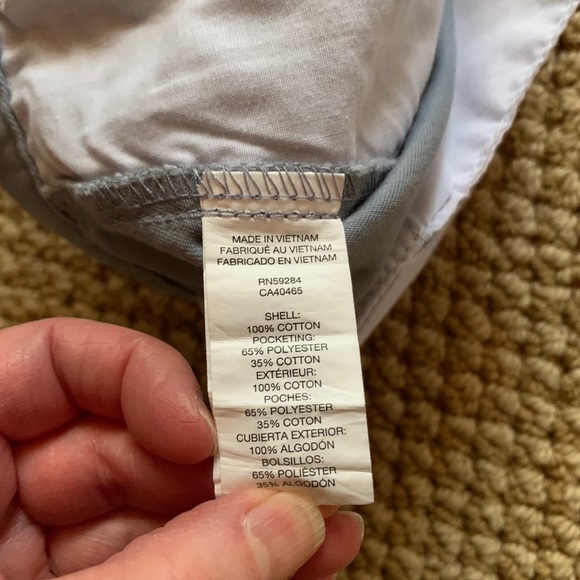 MADE IN VIETNAM
FABRIQUÉ AU VIETNAM
FABRICADO EN VIETNAM
RN59284
CA40465
SHELL:
100% COTTON
POCKETING:
65% POLYESTER
35% COTTON
EXTÉRIEUR:
100% COTON
POCHES:
65% POLYESTER
35% COTON
CUBIERTA EXTERIOR:
100% ALGODÓN
BOLSILLOS:
65% POLIÉSTER
35% ALGODÓN